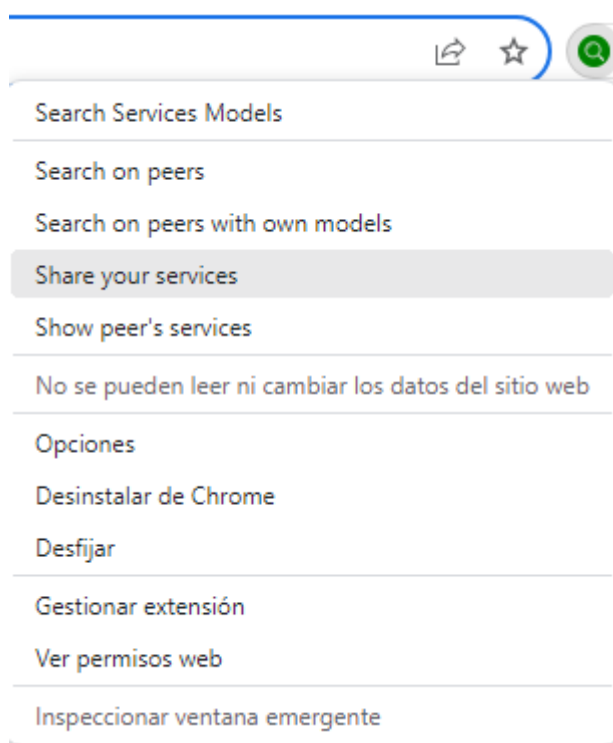 Search Services Models
Search on peers
Search on peers with own models
Share your services
Show peer's services
No se pueden leer ni cambiar los datos del sitio web
Opciones
Desinstalar de Chrome
Desfijar
Gestionar extensión
Ver permisos web
Inspeccionar ventana emergente